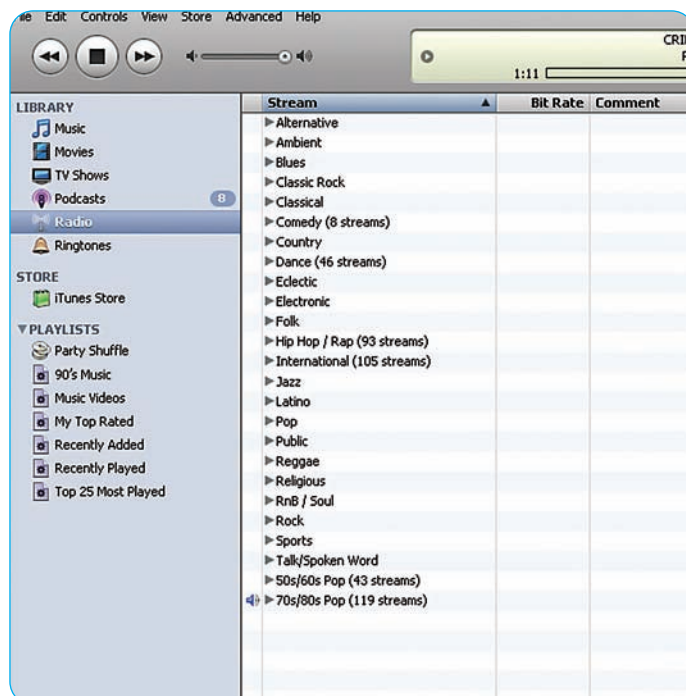 File Edit Controls View Store Advanced Help
CRI
1:11
LIBRARY
Music
Movies
TV Shows
Podcasts 8
Radio
Ringtones
STORE
iTunes Store
PLAYLISTS
Party Shuffle
90's Music
Music Videos
My Top Rated
Recently Added
Recently Played
Top 25 Most Played
Stream Bit Rate Comment
Alternative
Ambient
Blues
Classic Rock
Classical
Comedy (8 streams)
Country
Dance (46 streams)
Eclectic
Electronic
Folk
Hip Hop / Rap (93 streams)
International (105 streams)
Jazz
Latino
Pop
Public
Reggae
Religious
RnB / Soul
Rock
Sports
Talk/Spoken Word
50s/60s Pop (43 streams)
70s/80s Pop (119 streams)